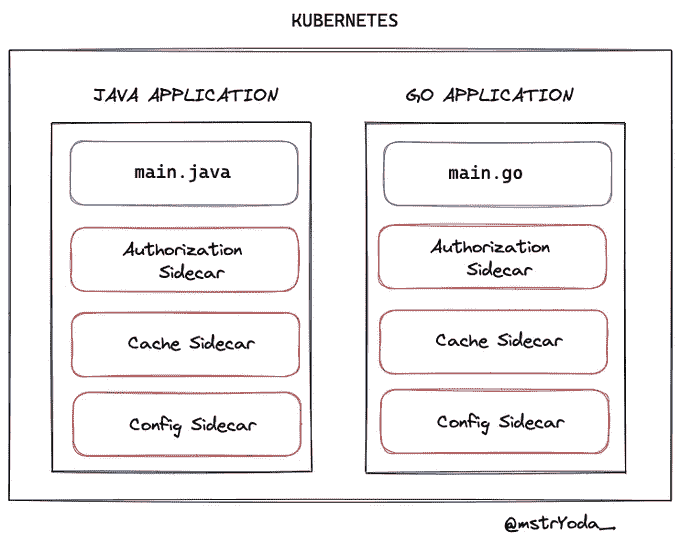 KUBERNETES
JAVA APPLICATION
GO APPLICATION
main.java
main.go
Authorization
Sidecar
Authorization
Sidecar
Cache Sidecar
Cache Sidecar
Config Sidecar
Config Sidecar
@mstrYoda_